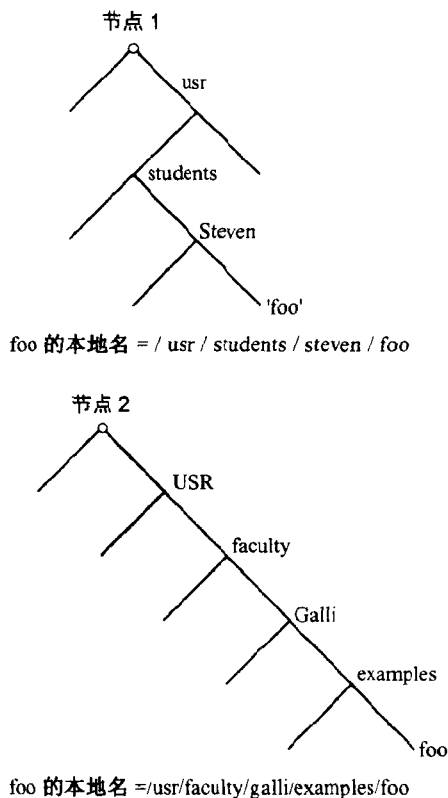 节点 1
usr
students
Steven
'foo'
foo 的本地名 = / usr / students / steven / foo
节点 2
USR
faculty
Galli
examples
foo
foo 的本地名 =/usr/faculty/galli/examples/foo